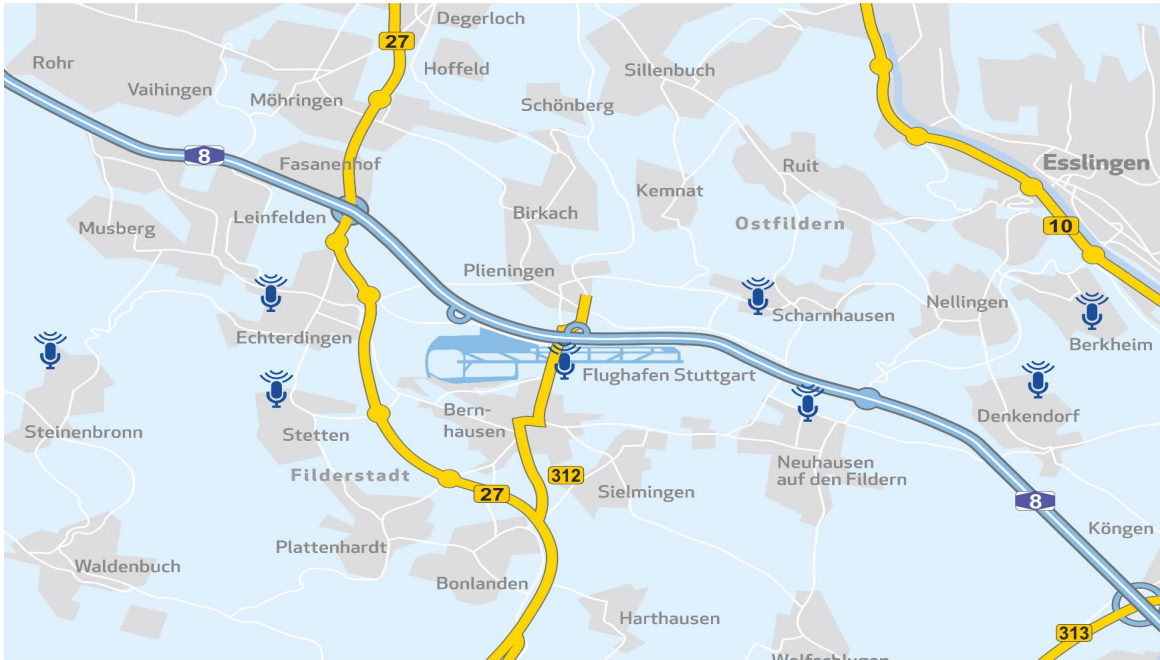 Degerloch
27
Rohr
Hoffeld
Sillenbuch
Vaihingen
Möhringen
Schönberg
8
Fasanenhof
Ruit
Esslingen
Kemnat
Leinfelden
Birkach
Musberg
Ostfildern
10
Plieningen
Nellingen
Scharnhausen
Echterdingen
Berkheim
Flughafen Stuttgart
Bern-
hausen
Denkendorf
Steinenbronn
Stetten
Neuhausen
auf den Fildern
Filderstadt
312
27
Sielmingen
8
Köngen
Plattenhardt
Waldenbuch
Bonlanden
Harthausen
313
Wolfschlugen